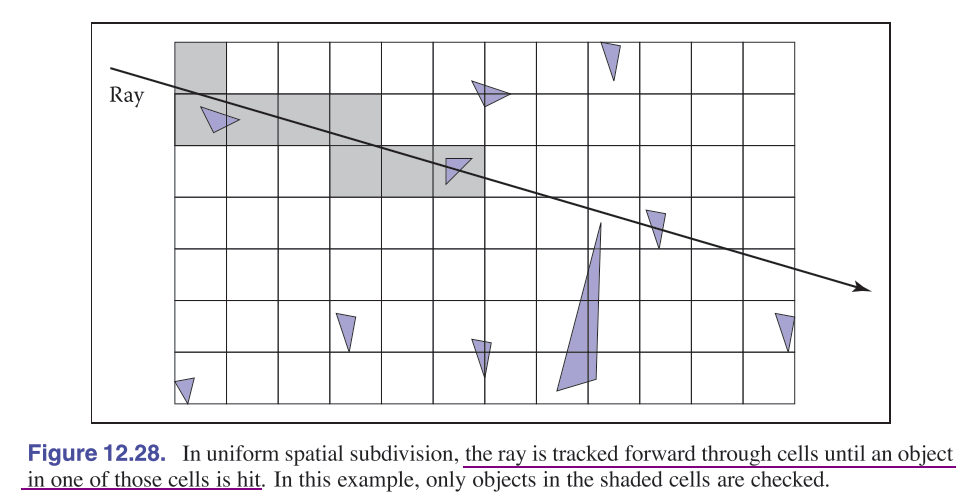 Ray
Figure 12.28. In uniform spatial subdivision, the ray is tracked forward through cells until an object
in one of those cells is hit. In this example, only objects in the shaded cells are checked.